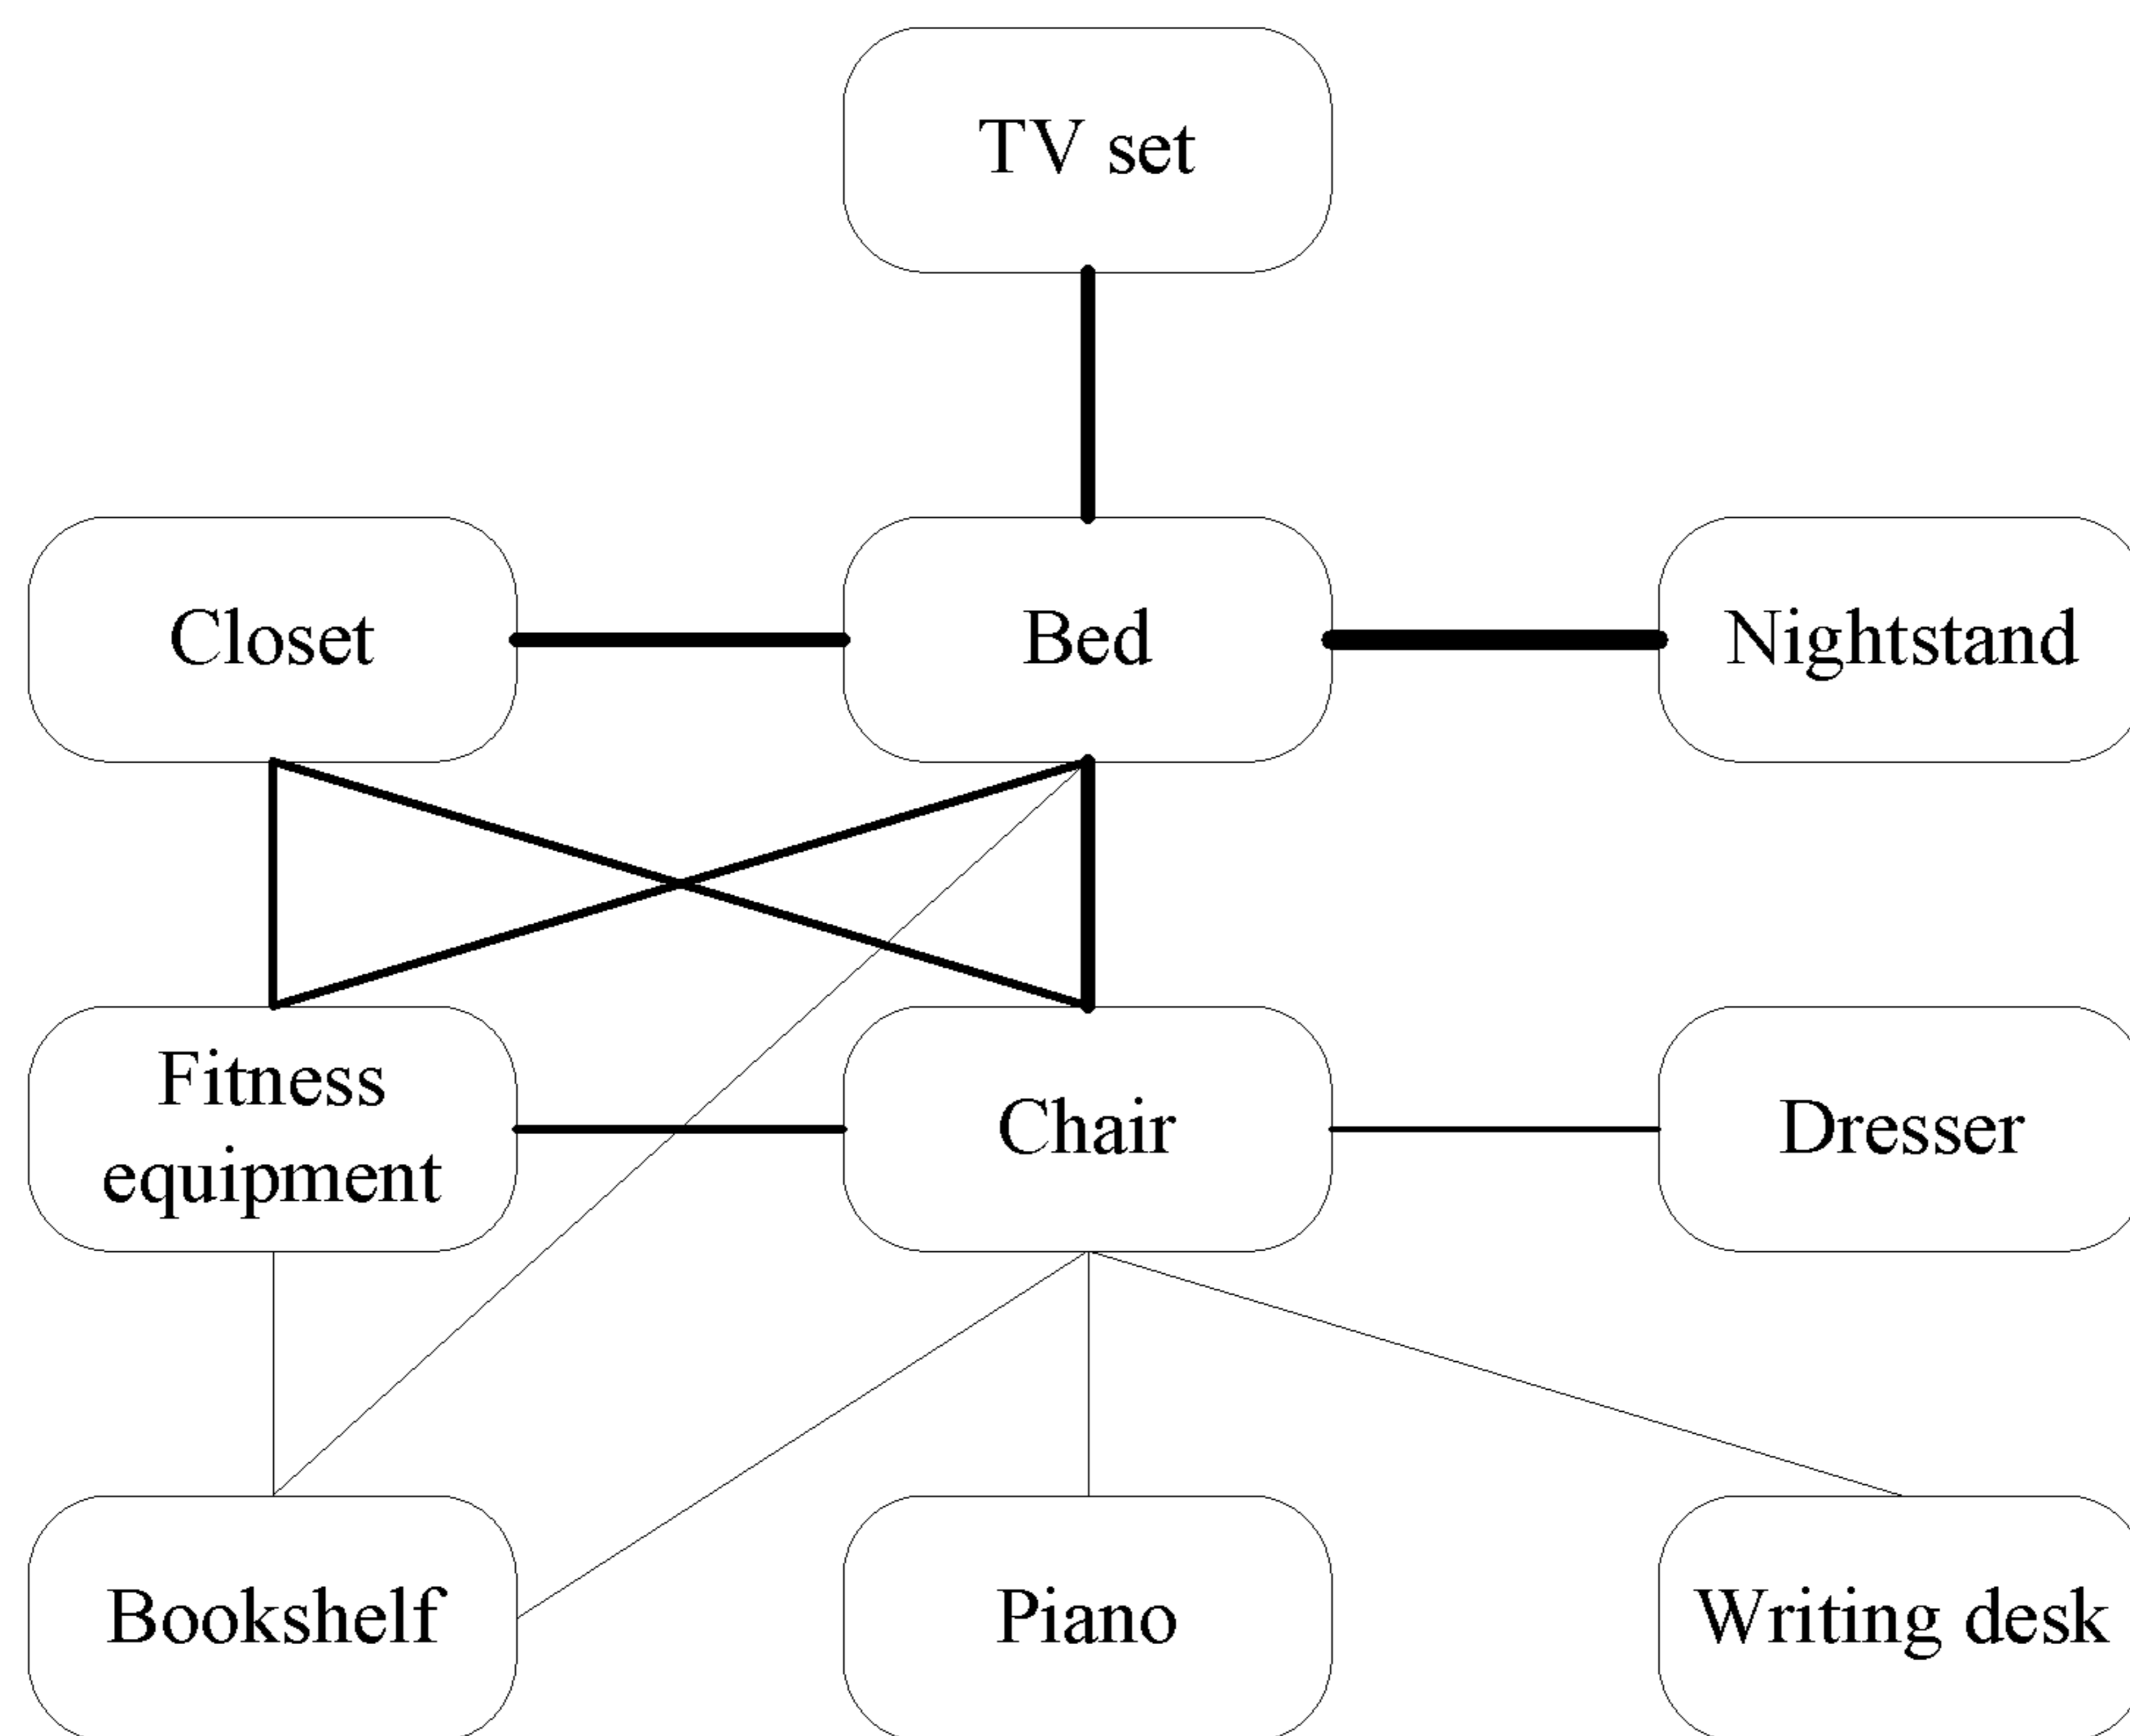 TV set
Closet
Bed
Nightstand
Fitness
equipment
Chair
Dresser
Bookshelf
Piano
Writing desk